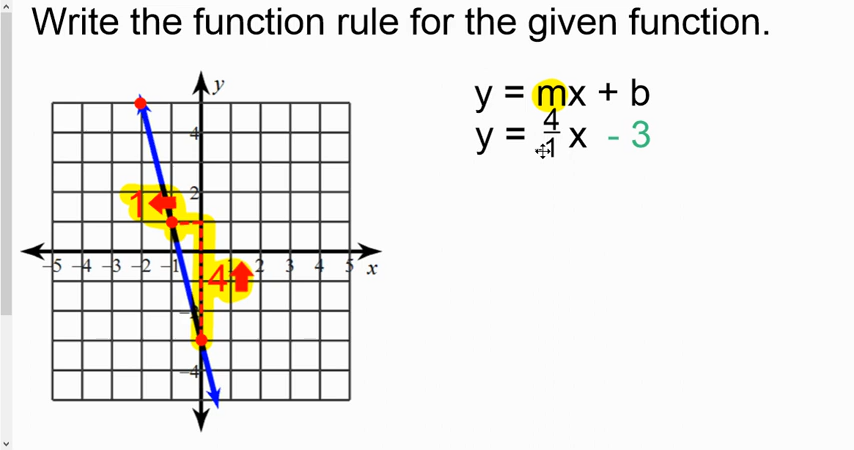 Write the function rule for the given function.
y
y = mx + b
4
y = 4/-1 x - 3
2
1
-5 -4 -3 -2 -1 1 2 3 4 5 x
4
-2
-4